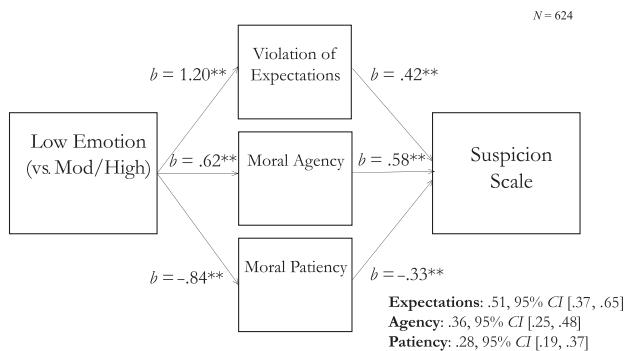 N = 624
Violation of
Expectations
b = 1.20**
b = .42**
Low Emotion
(vs. Mod/High)
b = .62**
Moral Agency
b = .58**
Suspicion
Scale
Moral Patiency
b = –.84**
b = –.33**
Expectations: .51, 95% CI [.37, .65]
Agency: .36, 95% CI [.25, .48]
Patiency: .28, 95% CI [.19, .37]